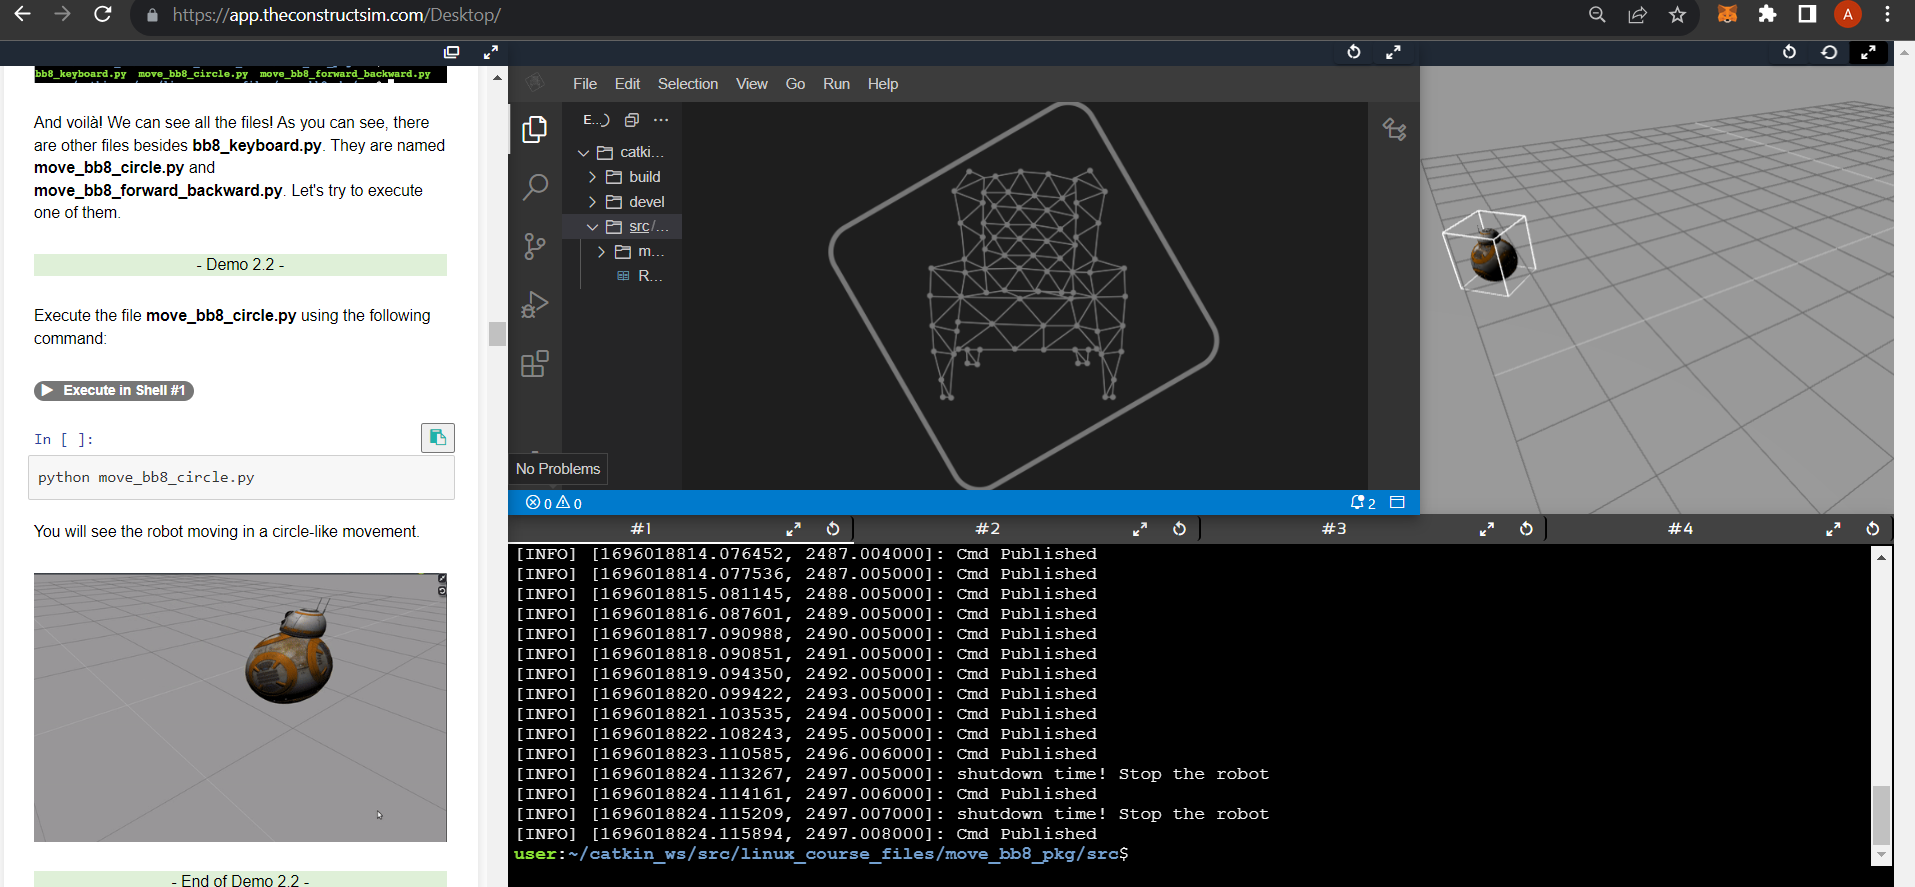 https://app.theconstructsim.com/Desktop/
A
bb8_keyboard.py move_bb8_circle.py move_bb8_forward_backward.py
And voilà! We can see all the files! As you can see, there
are other files besides bb8_keyboard.py. They are named
move_bb8_circle.py and
move_bb8_forward_backward.py. Let's try to execute
one of them.
- Demo 2.2 -
Execute the file move_bb8_circle.py using the following
command:
Execute in Shell #1
In [ ]:
python move_bb8_circle.py
You will see the robot moving in a circle-like movement.
- End of Demo 2.2 -
File Edit Selection View Go Run Help
E... ...
catki...
build
devel
src/...
m...
R...
No Problems
0 0
2
#1 #2 #3 #4
[INFO] [1696018814.076452, 2487.004000]: Cmd Published
[INFO] [1696018814.077536, 2487.005000]: Cmd Published
[INFO] [1696018815.081145, 2488.005000]: Cmd Published
[INFO] [1696018816.087601, 2489.005000]: Cmd Published
[INFO] [1696018817.090988, 2490.005000]: Cmd Published
[INFO] [1696018818.090851, 2491.005000]: Cmd Published
[INFO] [1696018819.094350, 2492.005000]: Cmd Published
[INFO] [1696018820.099422, 2493.005000]: Cmd Published
[INFO] [1696018821.103535, 2494.005000]: Cmd Published
[INFO] [1696018822.108243, 2495.005000]: Cmd Published
[INFO] [1696018823.110585, 2496.006000]: Cmd Published
[INFO] [1696018824.113267, 2497.005000]: shutdown time! Stop the robot
[INFO] [1696018824.114161, 2497.006000]: Cmd Published
[INFO] [1696018824.115209, 2497.007000]: shutdown time! Stop the robot
[INFO] [1696018824.115894, 2497.008000]: Cmd Published
user:~/catkin_ws/src/linux_course_files/move_bb8_pkg/src$